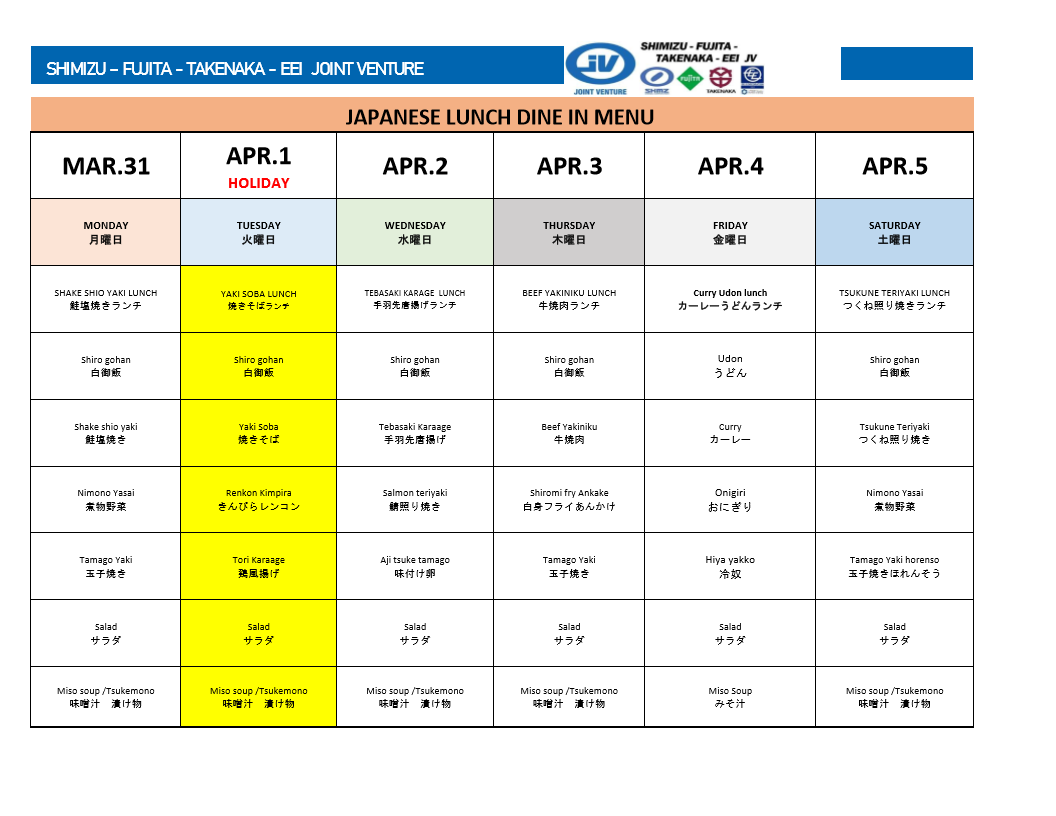 SHIMIZU – FUJITA – TAKENAKA – EEI JOINT VENTURE
JV
JOINT VENTURE
SHIMIZU - FUJITA -
TAKENAKA - EEI JV
TAKENAKA
JAPANESE LUNCH DINE IN MENU
MAR.31
APR.1
HOLIDAY
APR.2
APR.3
APR.4
APR.5
MONDAY
月曜日
TUESDAY
火曜日
WEDNESDAY
水曜日
THURSDAY
木曜日
FRIDAY
金曜日
SATURDAY
土曜日
SHAKE SHIO YAKI LUNCH
鮭塩焼きランチ
YAKI SOBA LUNCH
焼きそばランチ
TEBASAKI KARAGE LUNCH
手羽先唐揚げランチ
BEEF YAKINIKU LUNCH
牛焼肉ランチ
Curry Udon lunch
カーレーうどんランチ
TSUKUNE TERIYAKI LUNCH
つくね照り焼きランチ
Shiro gohan
白御飯
Shiro gohan
白御飯
Shiro gohan
白御飯
Shiro gohan
白御飯
Udon
うどん
Shiro gohan
白御飯
Shake shio yaki
鮭塩焼き
Yaki Soba
焼きそば
Tebasaki Karaage
手羽先唐揚げ
Beef Yakiniku
牛焼肉
Curry
カーレー
Tsukune Teriyaki
つくね照り焼き
Nimono Yasai
煮物野菜
Renkon Kimpira
きんぴらレンコン
Salmon teriyaki
鯖照り焼き
Shiromi fry Ankake
白身フライあんかけ
Onigiri
おにぎり
Nimono Yasai
煮物野菜
Tamago Yaki
玉子焼き
Tori Karaage
鶏風揚げ
Aji tsuke tamago
味付け卵
Tamago Yaki
玉子焼き
Hiya yakko
冷奴
Tamago Yaki horenso
玉子焼きほれんそう
Salad
サラダ
Salad
サラダ
Salad
サラダ
Salad
サラダ
Salad
サラダ
Salad
サラダ
Miso soup /Tsukemono
味噌汁　漬け物
Miso soup /Tsukemono
味噌汁　漬け物
Miso soup /Tsukemono
味噌汁　漬け物
Miso soup /Tsukemono
味噌汁　漬け物
Miso Soup
みそ汁
Miso soup /Tsukemono
味噌汁　漬け物